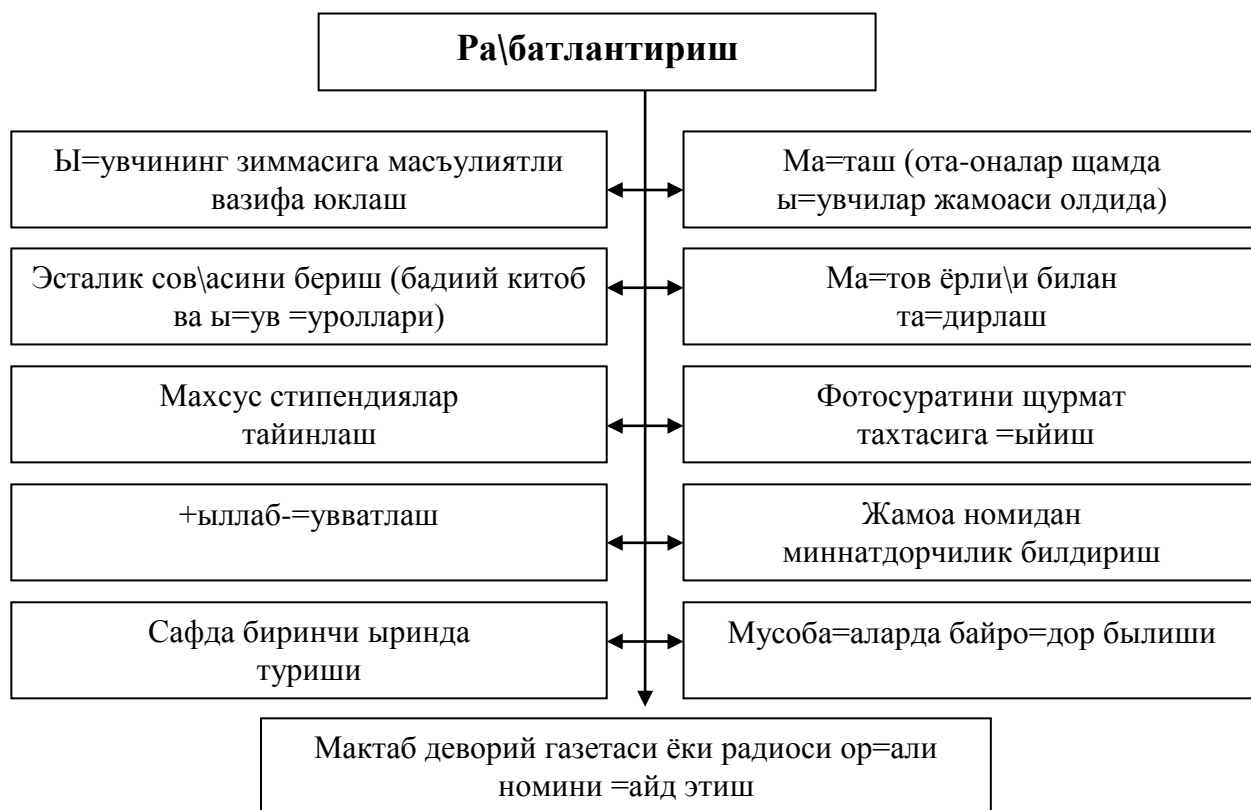 Ра\батлантириш
Ы=увчининг зиммасига масъулиятли
вазифа юклаш
Ма=таш (ота-оналар щамда
ы=увчилар жамоаси олдида)
Эсталик сов\асини бериш (бадиий китоб
ва ы=ув =уроллари)
Ма=тов ёрли\и билан
та=дирлаш
Махсус стипендиялар
тайинлаш
Фотосуратини щурмат
тахтасига =ыйиш
+ыллаб-=увватлаш
Жамоа номидан
миннатдорчилик билдириш
Сафда биринчи ыринда
туриши
Мусоба=аларда байро=дор былиши
Мактаб деворий газетаси ёки радиоси ор=али
номини =айд этиш